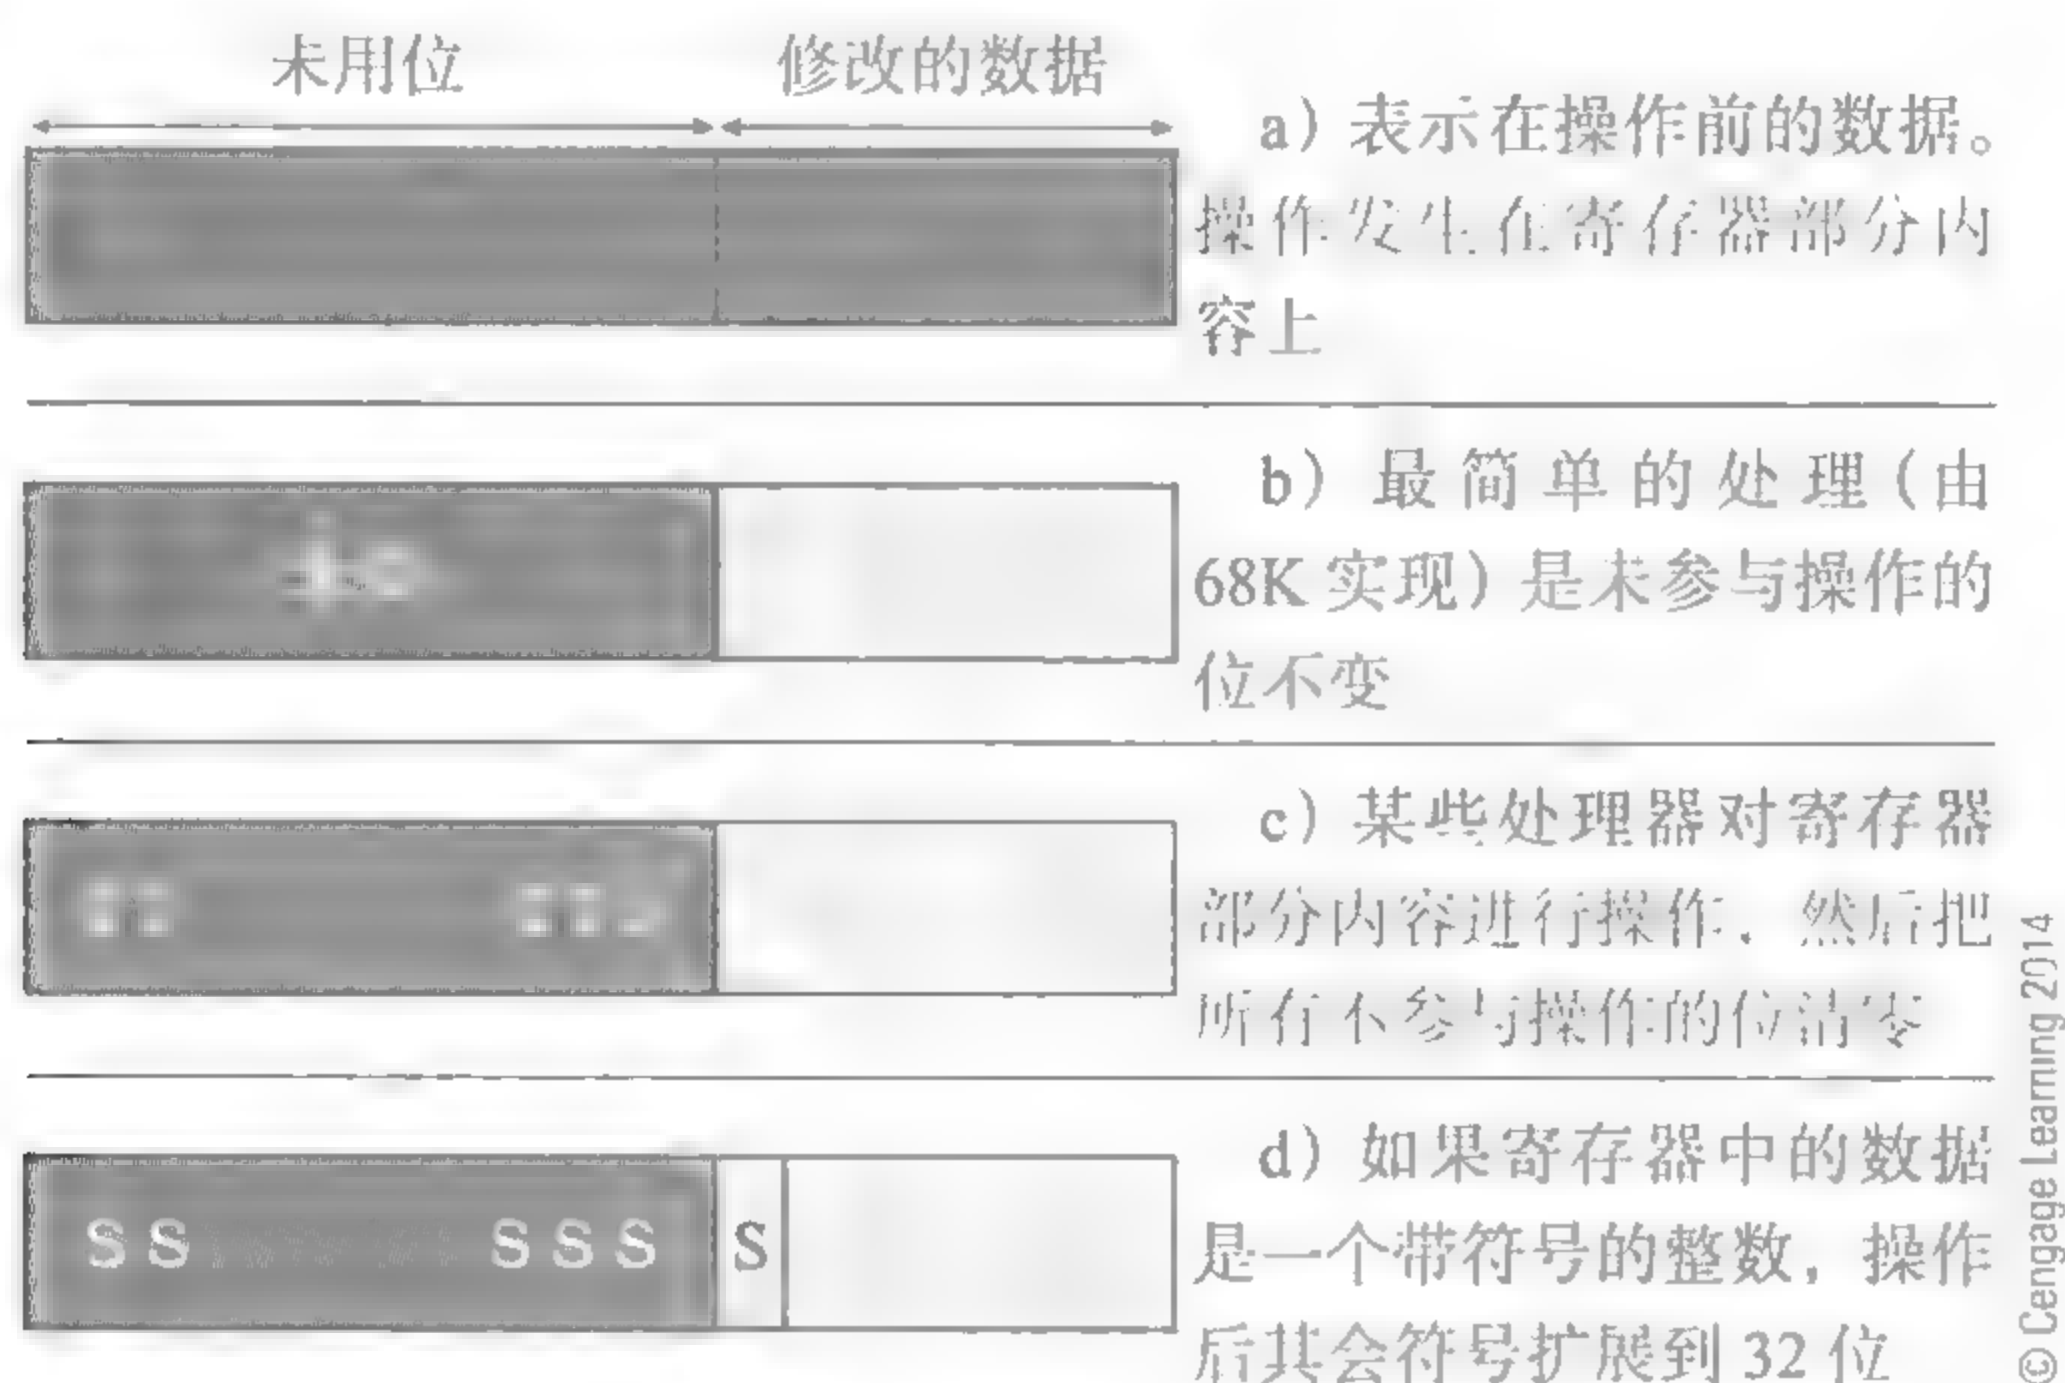 未用位 修改的数据
a）表示在操作前的数据。
操作发生在寄存器部分内
容上
b）最简单的处理（由
68K 实现）是未参与操作的
位不变
c）某些处理器对寄存器
部分内容进行操作，然后把
所有不参与操作的位清零
S S S S S S
d）如果寄存器中的数据
是一个带符号的整数，操作
后其会符号扩展到 32 位
© Cengage Learning 2014